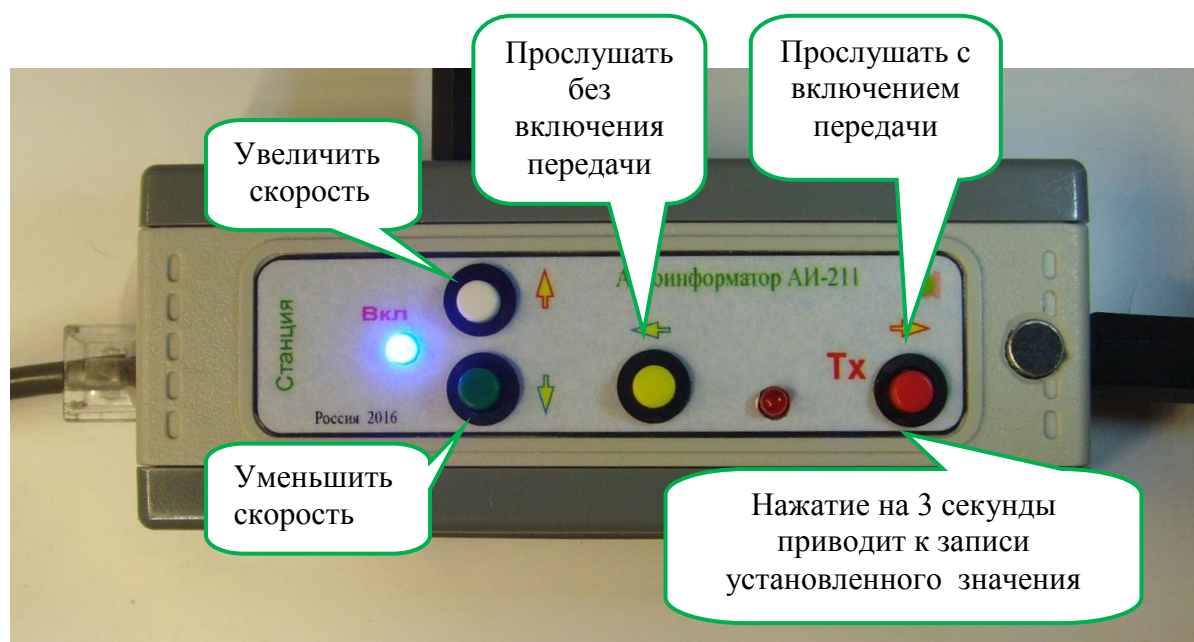 Прослушать
без
включения
передачи
Прослушать с
включением
передачи
Увеличить
скорость
АИ-211
Вкл
Станция
Tx
Россия 2016
Уменьшить
скорость
Нажатие на 3 секунды
приводит к записи
установленного значения